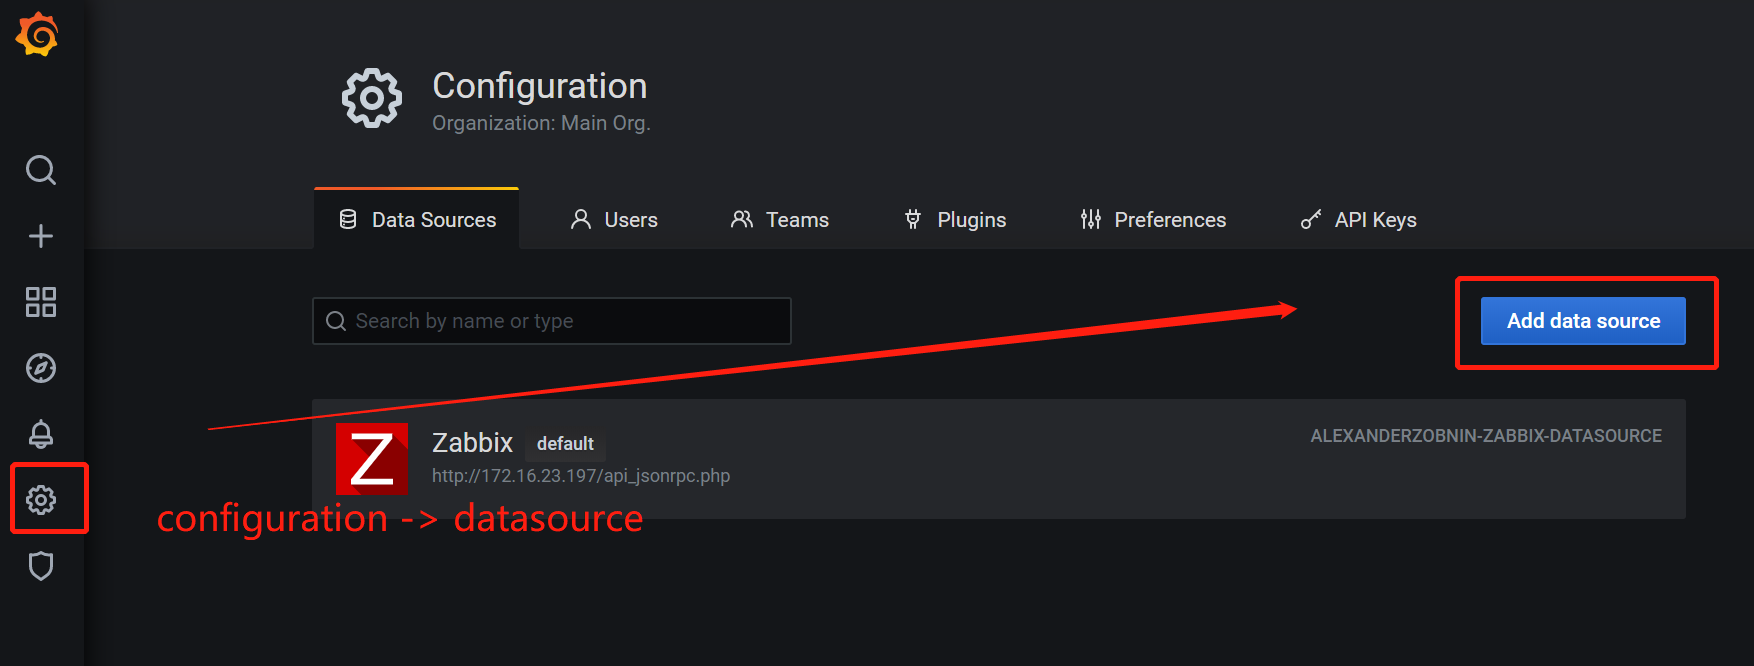 Configuration
Organization: Main Org.
Data Sources Users Teams Plugins Preferences API Keys
Search by name or type
Add data source
Z
Zabbix default
ALEXANDERZOBNIN-ZABBIX-DATASOURCE
http://172.16.23.197/api_jsonrpc.php
configuration -> datasource